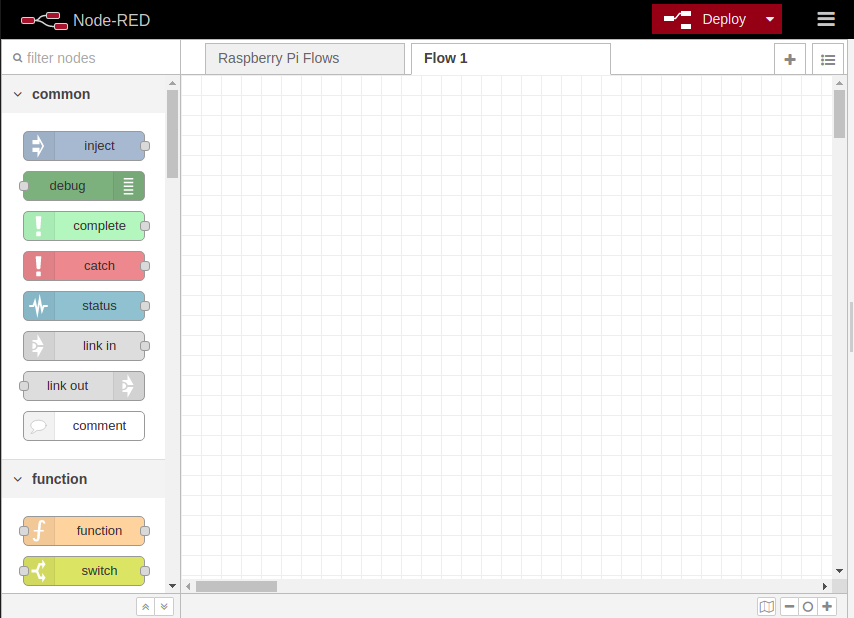 Node-RED
Deploy
filter nodes
Raspberry Pi Flows
Flow 1
common
inject
debug
complete
catch
status
link in
link out
comment
function
function
switch